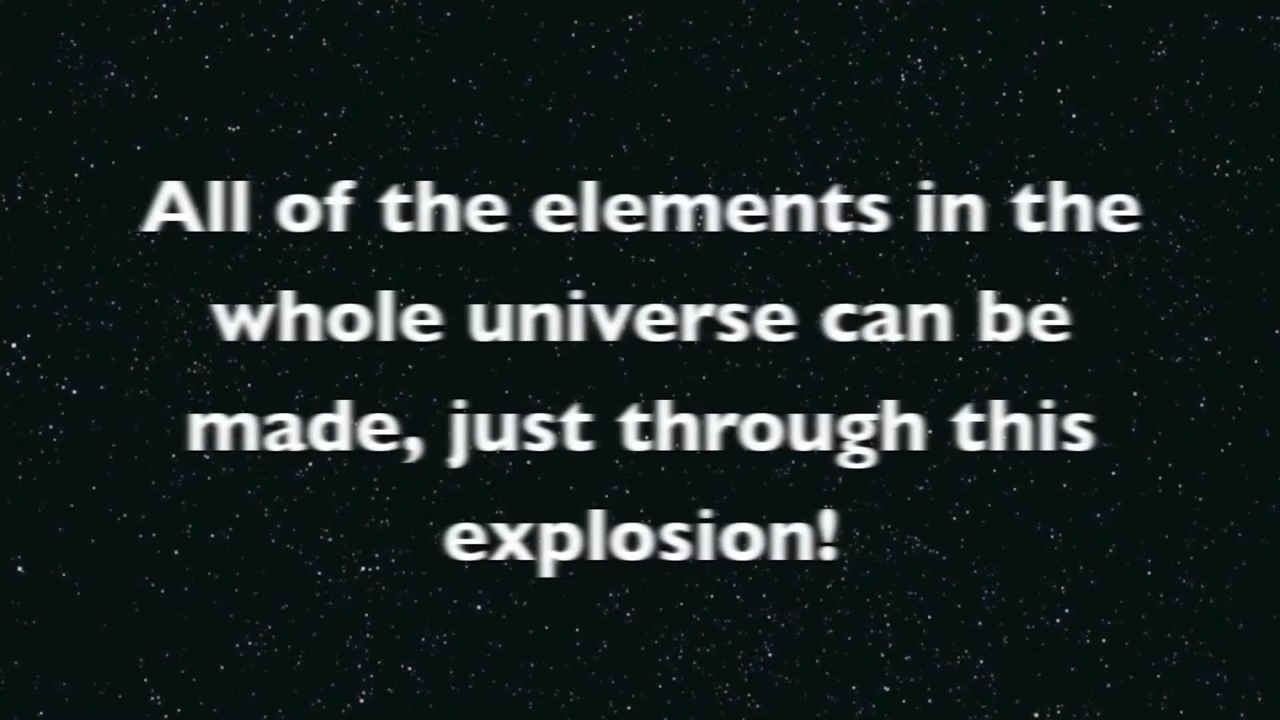 All of the elements in the
whole universe can be
made, just through this
explosion!